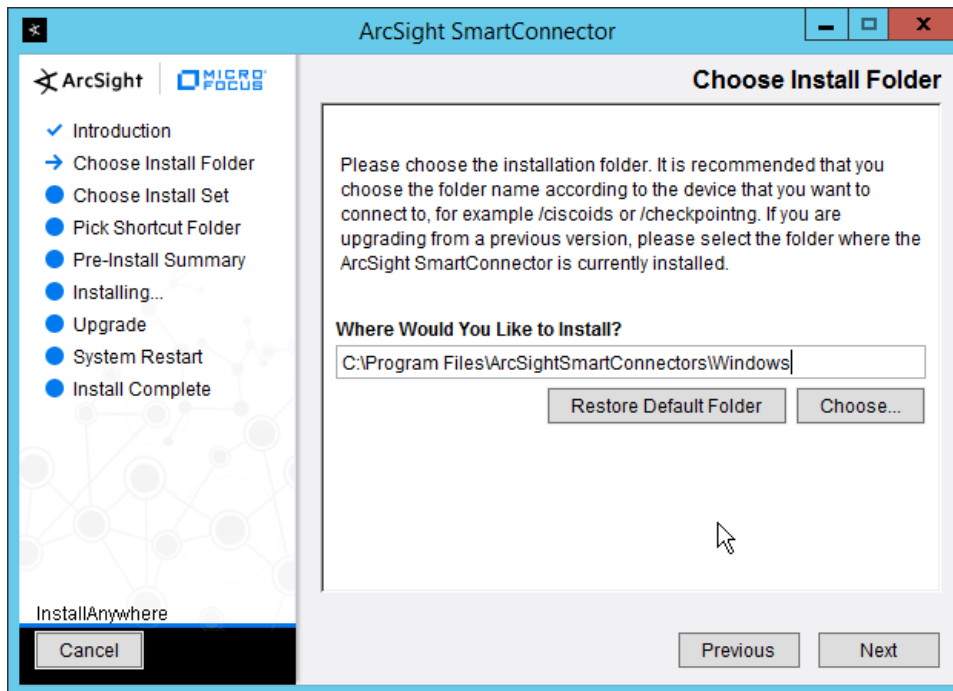 ArcSight SmartConnector
X
ArcSight
MICRO
FOCUS
Choose Install Folder
Introduction
Choose Install Folder
Choose Install Set
Pick Shortcut Folder
Pre-Install Summary
Installing...
Upgrade
System Restart
Install Complete
Please choose the installation folder. It is recommended that you
choose the folder name according to the device that you want to
connect to, for example /ciscoids or /checkpointng. If you are
upgrading from a previous version, please select the folder where the
ArcSight SmartConnector is currently installed.
Where Would You Like to Install?
C:\Program Files\ArcSightSmartConnectors\Windows
Restore Default Folder
Choose...
InstallAnywhere
Cancel
Previous
Next